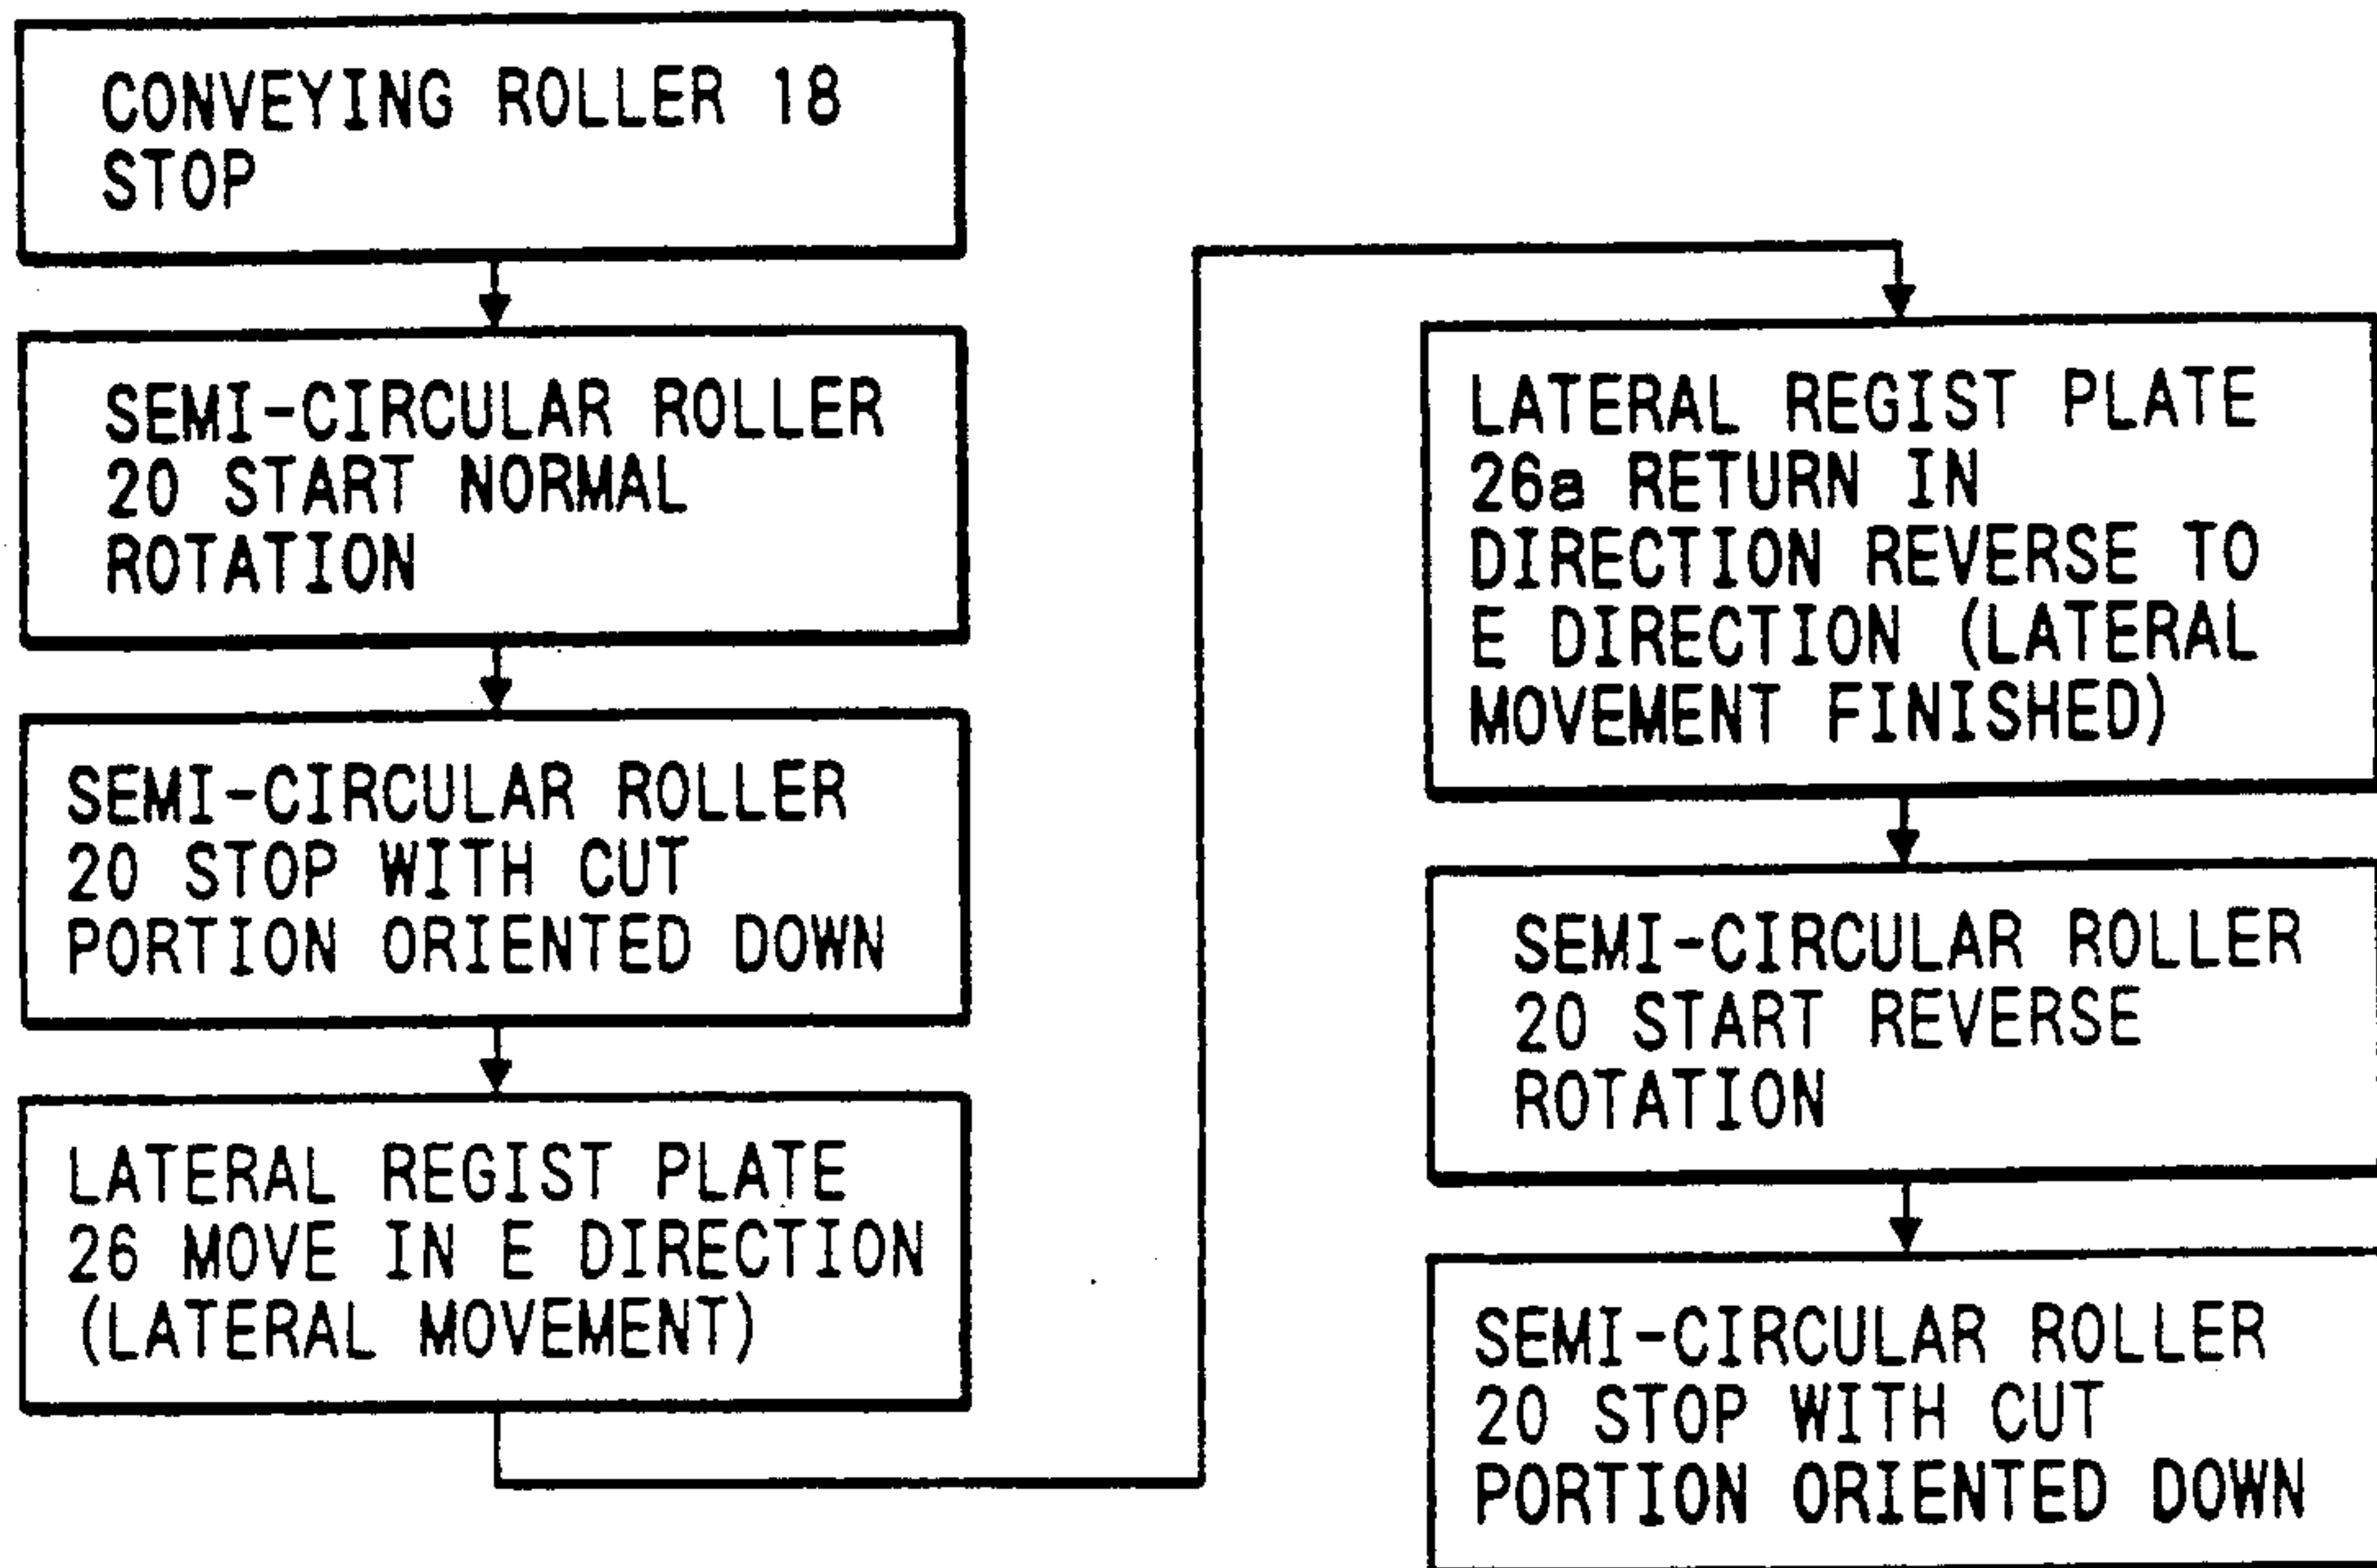 CONVEYING ROLLER 18
STOP
SEMI-CIRCULAR ROLLER
20 START NORMAL
ROTATION
SEMI-CIRCULAR ROLLER
20 STOP WITH CUT
PORTION ORIENTED DOWN
LATERAL REGIST PLATE
26 MOVE IN E DIRECTION
(LATERAL MOVEMENT)
LATERAL REGIST PLATE
26a RETURN IN
DIRECTION REVERSE TO
E DIRECTION (LATERAL
MOVEMENT FINISHED)
SEMI-CIRCULAR ROLLER
20 START REVERSE
ROTATION
SEMI-CIRCULAR ROLLER
20 STOP WITH CUT
PORTION ORIENTED DOWN